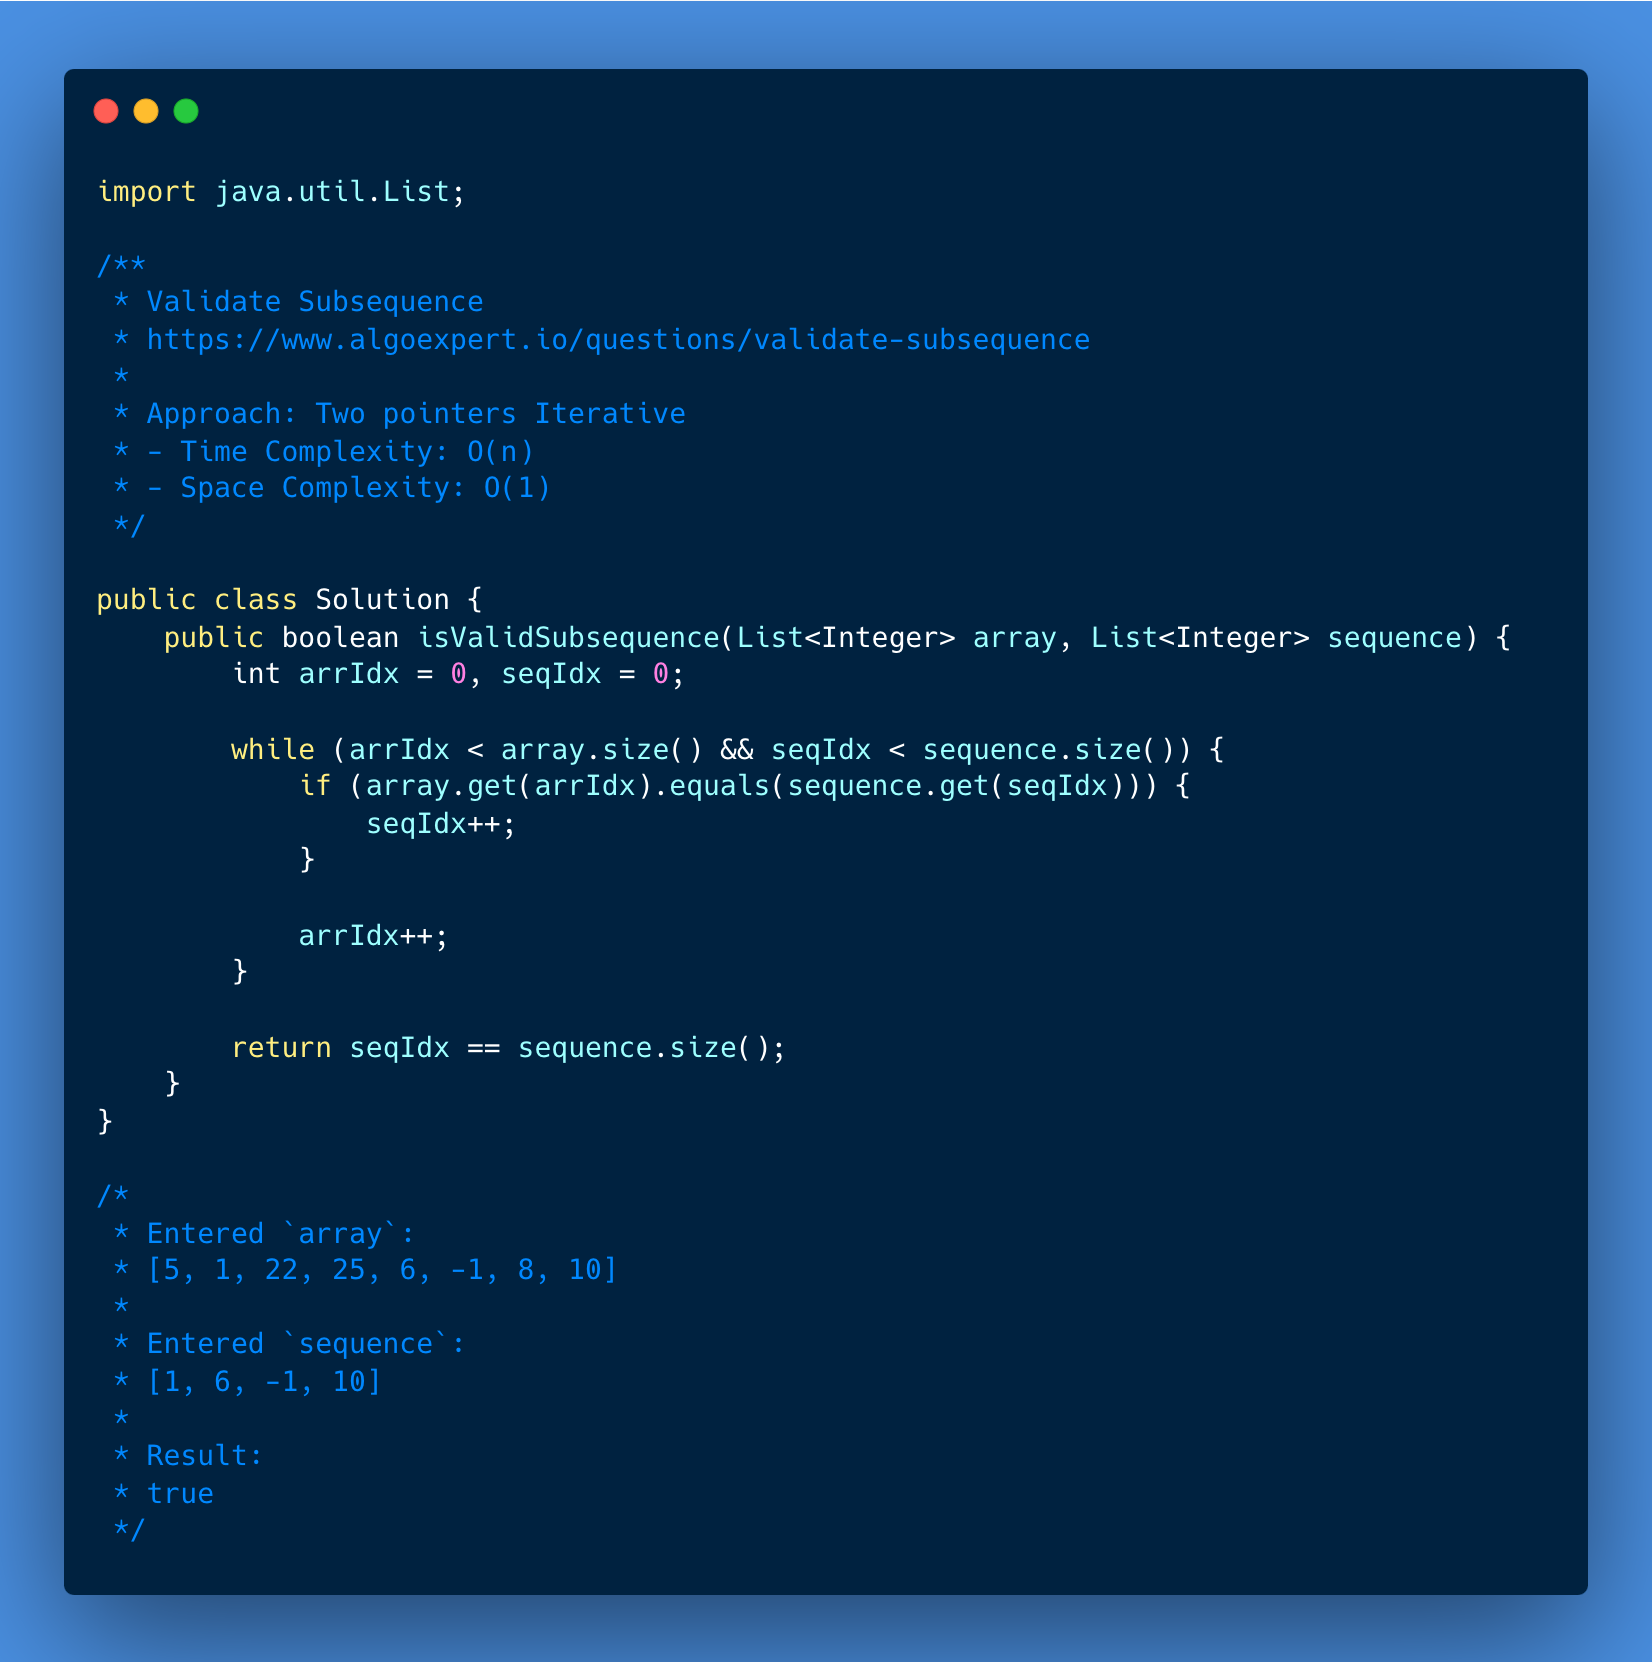 import java.util.List;
/**
 * Validate Subsequence
 * https://www.algoexpert.io/questions/validate-subsequence
 *
 * Approach: Two pointers Iterative
 * - Time Complexity: O(n)
 * - Space Complexity: O(1)
 */
public class Solution {
    public boolean isValidSubsequence(List<Integer> array, List<Integer> sequence) {
        int arrIdx = 0, seqIdx = 0;
        while (arrIdx < array.size() && seqIdx < sequence.size()) {
            if (array.get(arrIdx).equals(sequence.get(seqIdx))) {
                seqIdx++;
            }
            arrIdx++;
        }
        return seqIdx == sequence.size();
    }
}
/*
 * Entered `array`:
 * [5, 1, 22, 25, 6, -1, 8, 10]
 *
 * Entered `sequence`:
 * [1, 6, -1, 10]
 *
 * Result:
 * true
 */